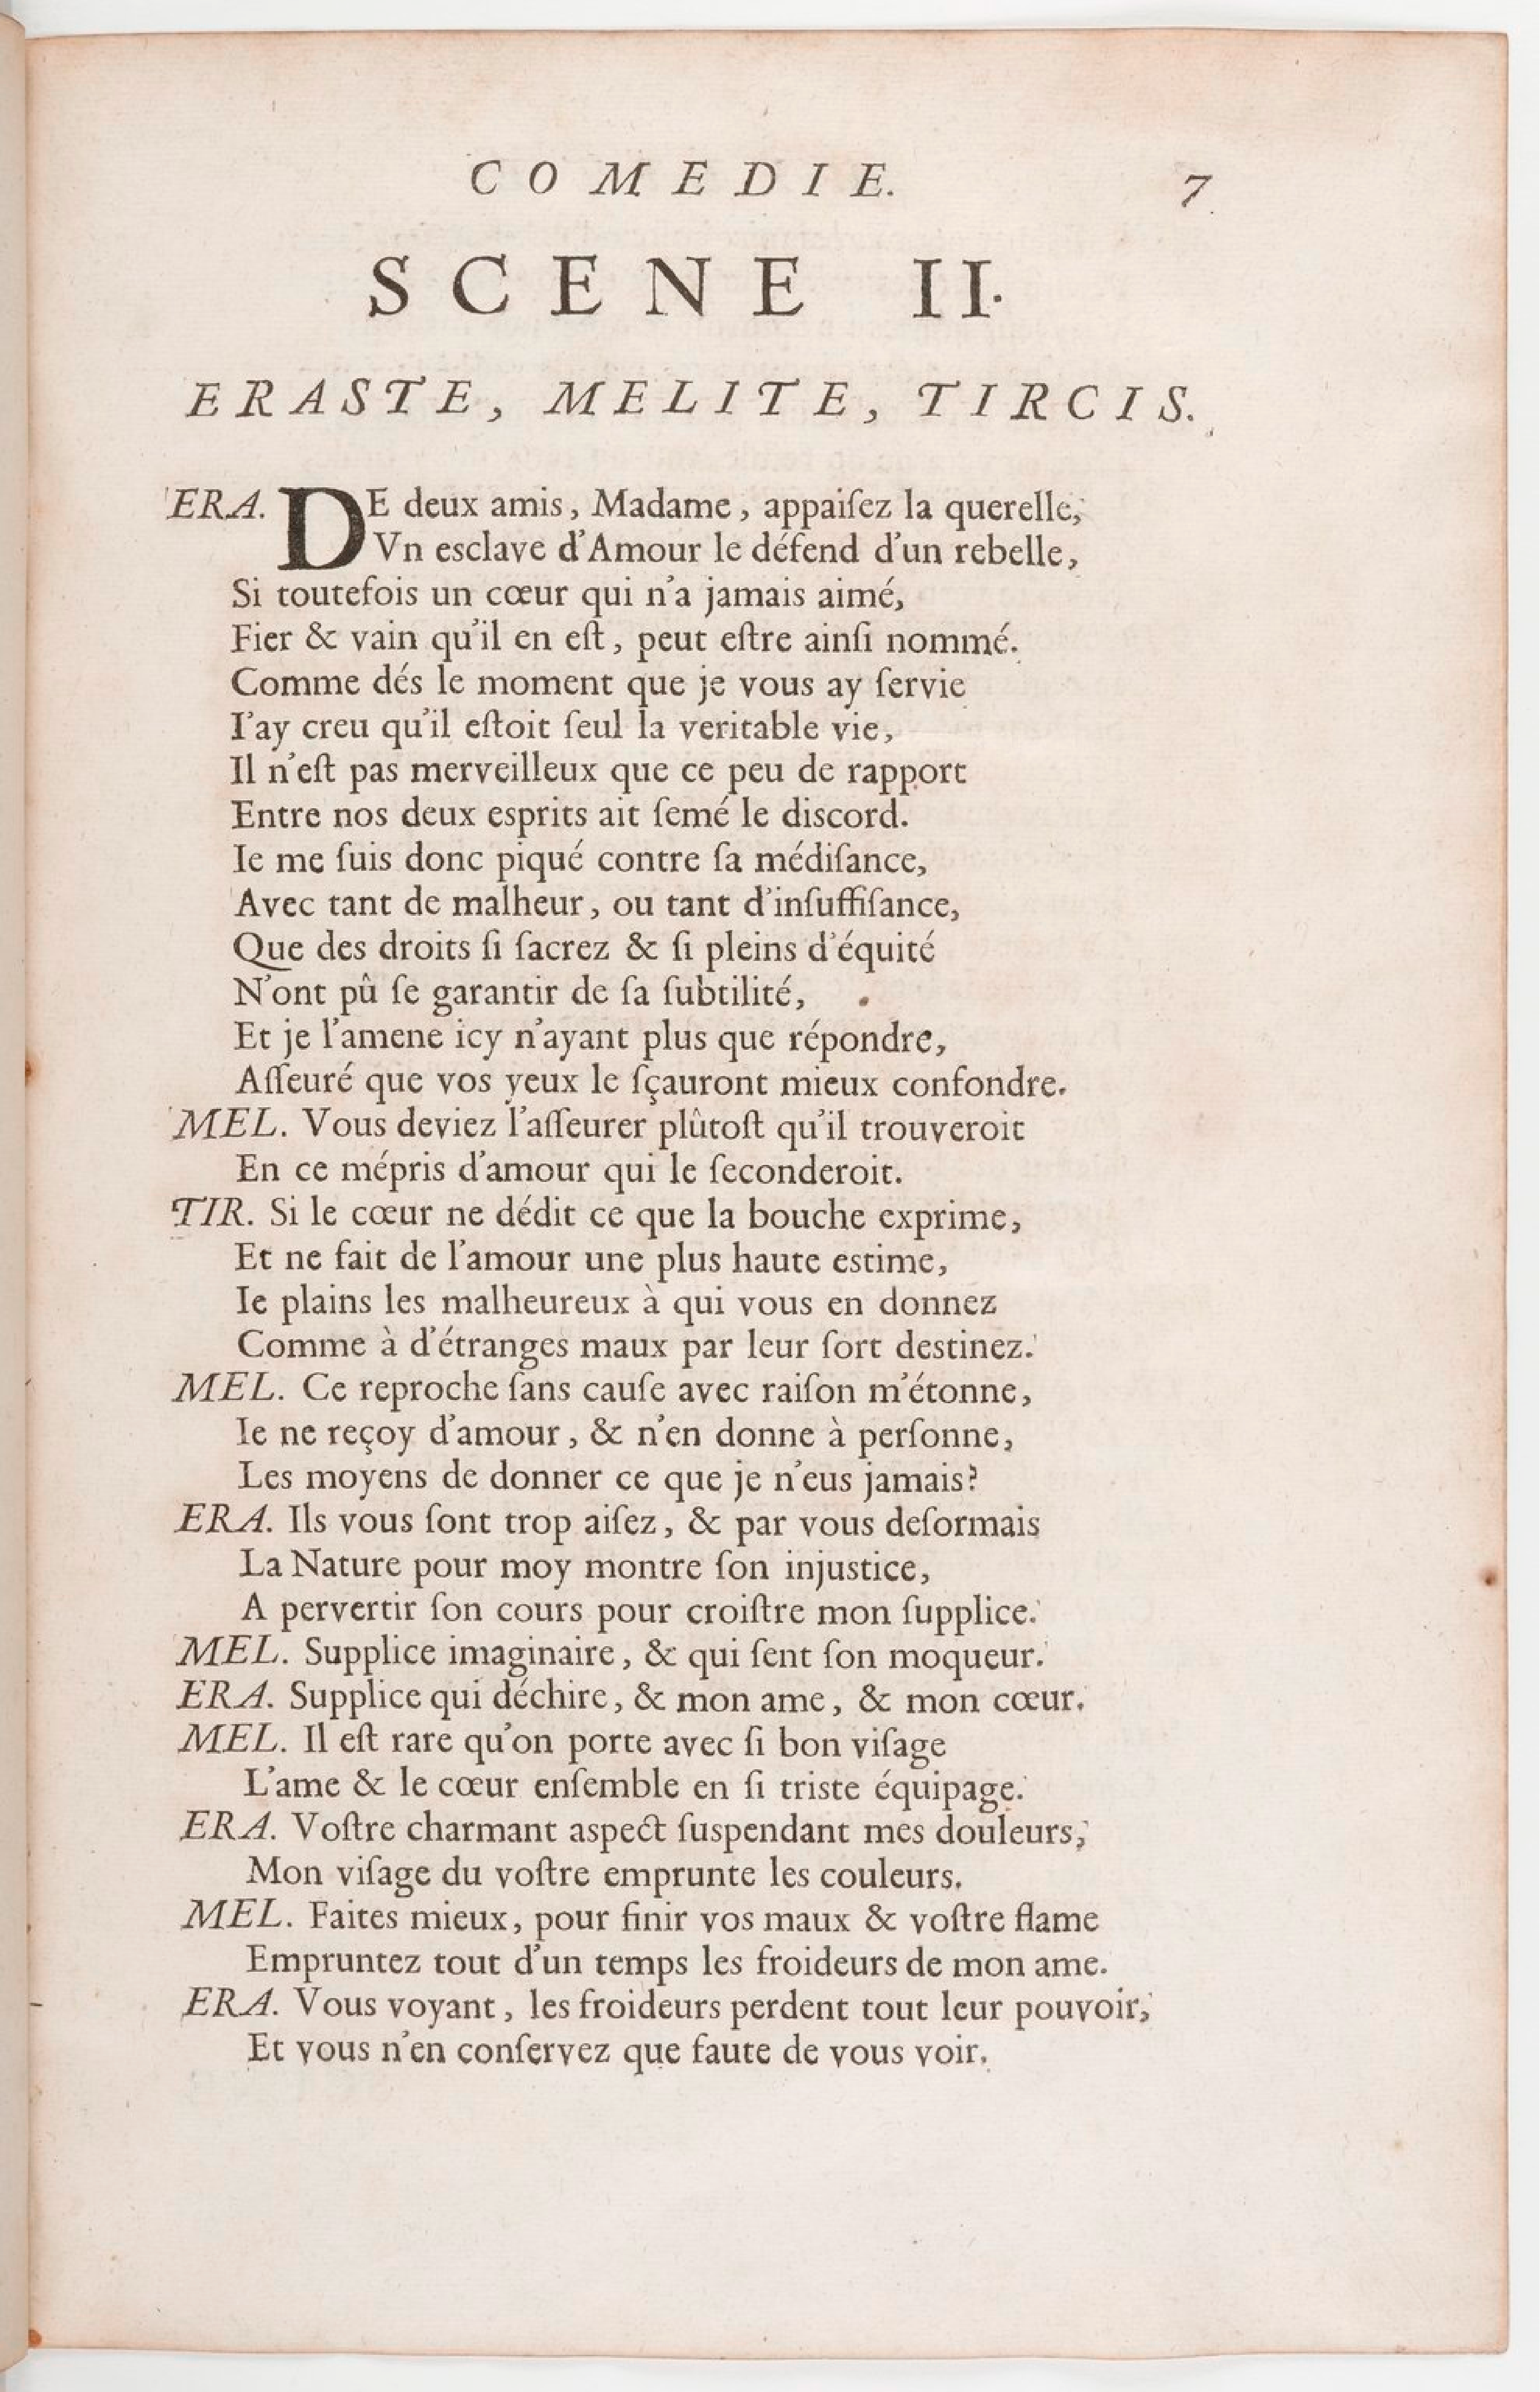 COMEDIE. 7
SCENE II.
ERASTE, MELITE, TIRCIS.
ERA. DE deux amis, Madame, appaiſez la querelle,
Vn esclave d'Amour le défend d'un rebelle,
Si toutefois un cœur qui n'a jamais aimé,
Fier & vain qu'il en eſt, peut eſtre ainſi nommé.
Comme dés le moment que je vous ay ſervie
I'ay creu qu'il eſtoit ſeul la veritable vie,
Il n'eſt pas merveilleux que ce peu de rapport
Entre nos deux esprits ait ſemé le discord.
Ie me ſuis donc piqué contre ſa médiſance,
Avec tant de malheur, ou tant d'inſuffiſance,
Que des droits ſi ſacrez & ſi pleins d'équité
N'ont pû ſe garantir de ſa ſubtilité,
Et je l'amene icy n'ayant plus que répondre,
Aſſeuré que vos yeux le ſçauront mieux confondre.
MEL. Vous deviez l'aſſeurer plûtoſt qu'il trouveroit
En ce mépris d'amour qui le ſeconderoit.
TIR. Si le cœur ne dédit ce que la bouche exprime,
Et ne fait de l'amour une plus haute estime,
Ie plains les malheureux à qui vous en donnez
Comme à d'étranges maux par leur ſort destinez.
MEL. Ce reproche ſans cauſe avec raiſon m'étonne,
Ie ne reçoy d'amour, & n'en donne à perſonne,
Les moyens de donner ce que je n'eus jamais?
ERA. Ils vous ſont trop aiſez, & par vous deſormais
La Nature pour moy montre ſon injustice,
A pervertir ſon cours pour croiſtre mon ſupplice.
MEL. Supplice imaginaire, & qui ſent ſon moqueur.
ERA. Supplice qui déchire, & mon ame, & mon cœur.
MEL. Il eſt rare qu'on porte avec ſi bon viſage
L'ame & le cœur enſemble en ſi triste équipage.
ERA. Voſtre charmant aspect ſuspendant mes douleurs,
Mon viſage du voſtre emprunte les couleurs.
MEL. Faites mieux, pour finir vos maux & voſtre flame
Empruntez tout d'un temps les froideurs de mon ame.
ERA. Vous voyant, les froideurs perdent tout leur pouvoir,
Et vous n'en conſervez que faute de vous voir.